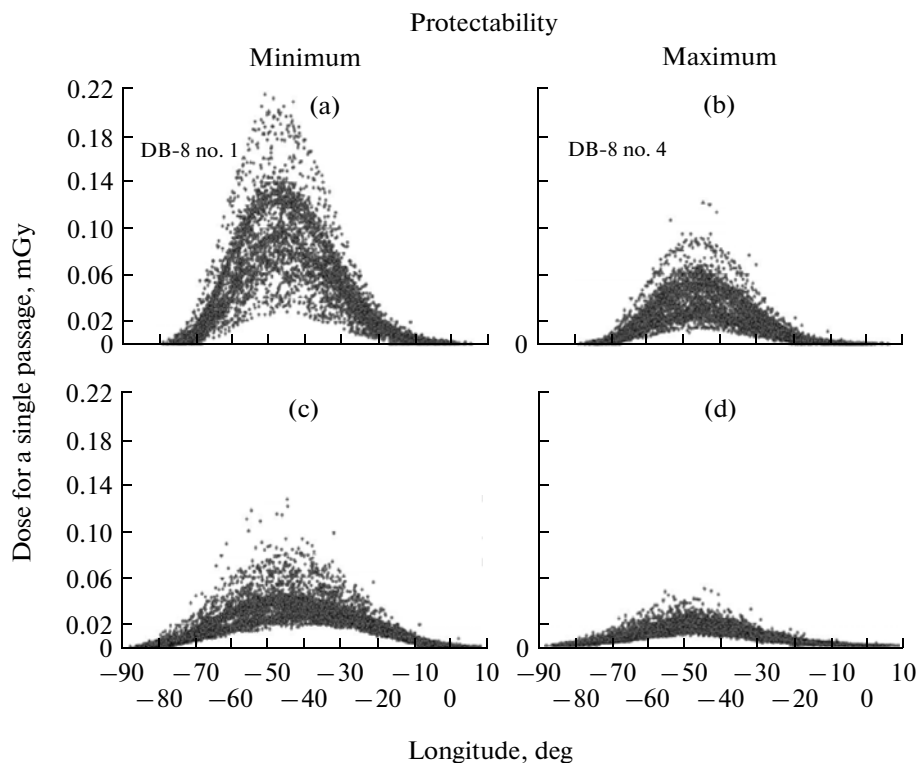 Protectability
Minimum Maximum
0.22 (a) (b)
0.18
DB-8 no. 1 DB-8 no. 4
0.14
0.10
0.06
0.02
0 0
0.22 (c) (d)
0.18
0.14
0.10
0.06
0.02
0 0
−90 −70 −50 −30 −10 10 −90 −70 −50 −30 −10 10
−80 −60 −40 −20 0 −80 −60 −40 −20 0
Longitude, deg
Dose for a single passage, mGy